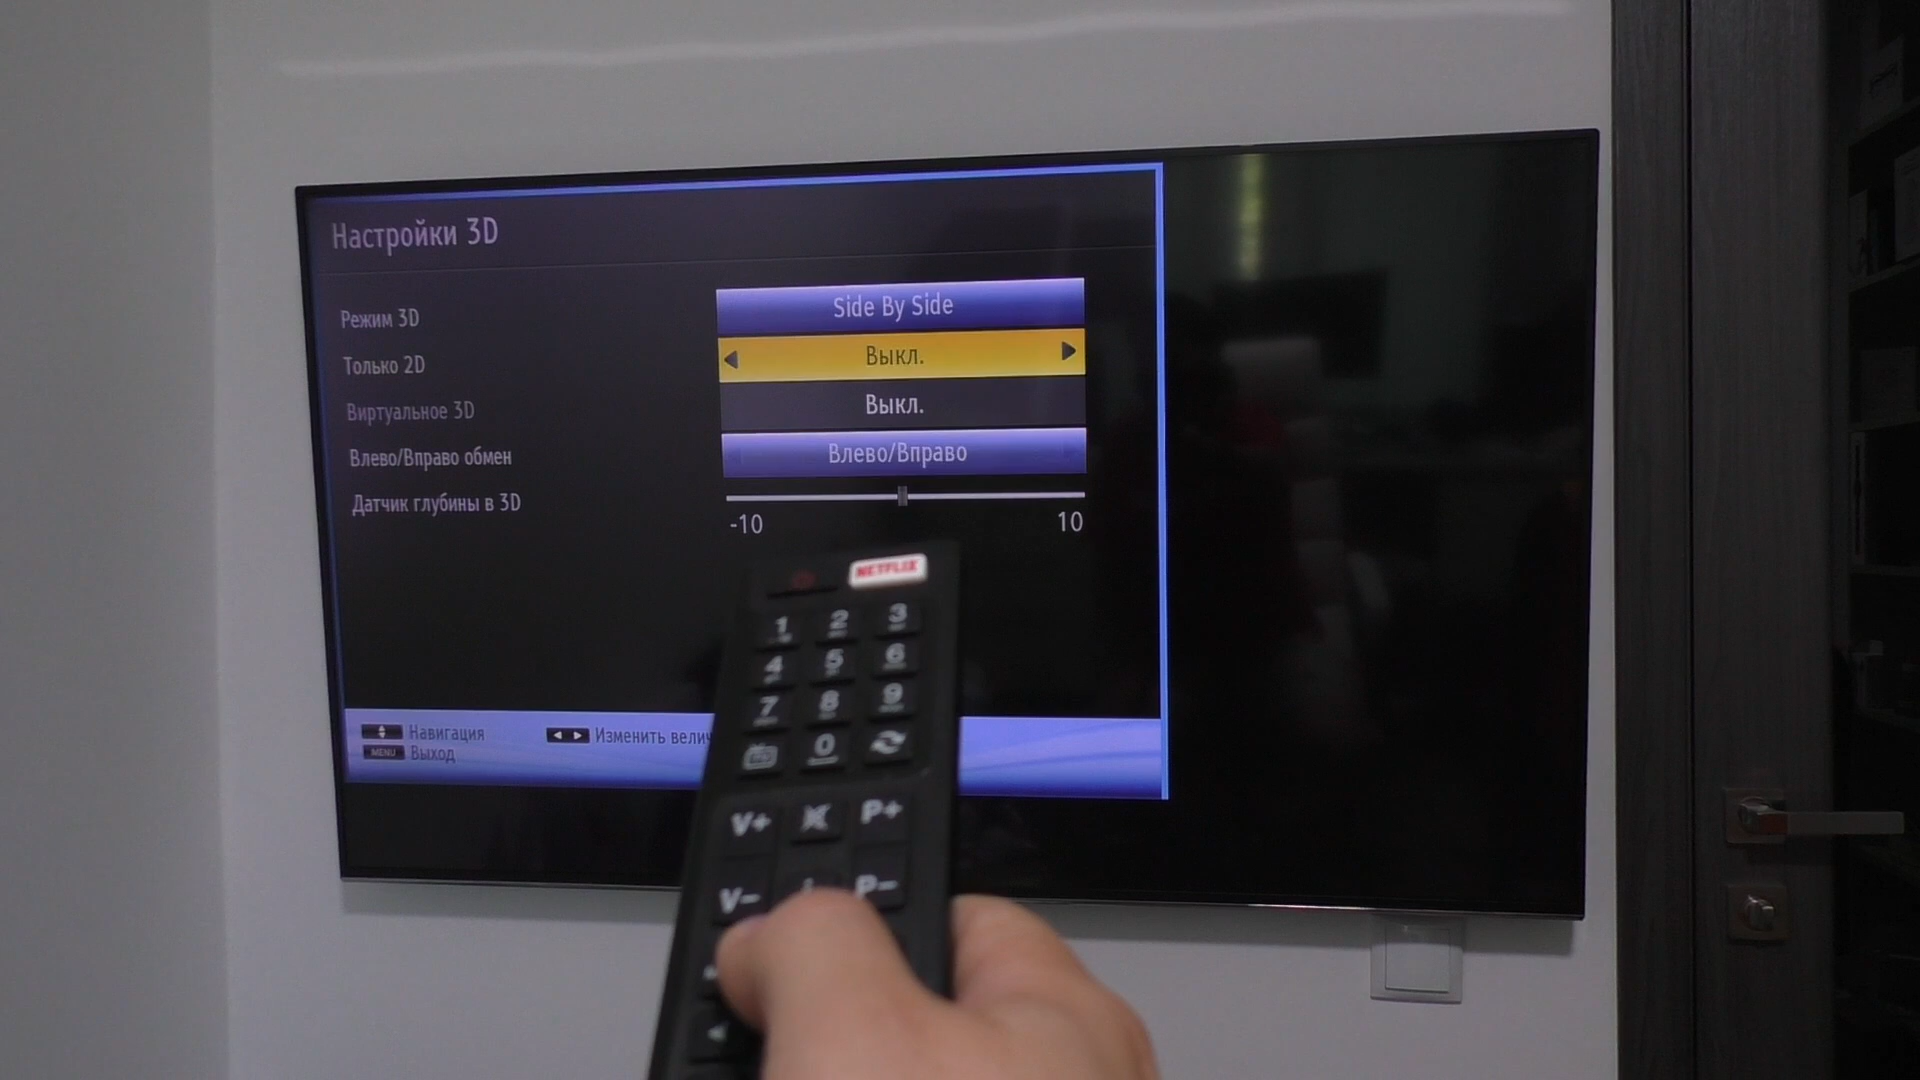 Настройки 3D
Режим 3D
Side By Side
Только 2D
Выкл.
Виртуальное 3D
Выкл.
Влево/Вправо обмен
Влево/Вправо
Датчик глубины в 3D
-10
10
Навигация
Изменить
MENU Выход
NETFLIX
1 2 3
4 5 6
7 8 9
0
V+ P+
V- P-